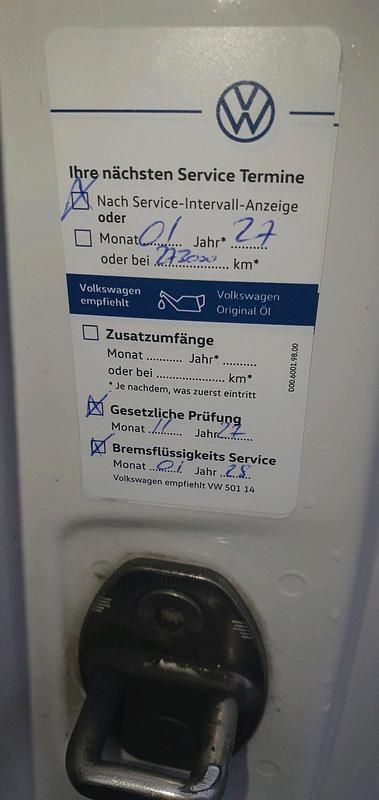 Ihre nächsten Service Termine
Nach Service-Intervall-Anzeige
oder
Monat 01 Jahr* 27
oder bei 273000 km*
Volkswagen empfiehlt
Volkswagen Original Öl
Zusatzumfänge
Monat ........... Jahr* ..........
oder bei ...................... km*
* Je nachdem, was zuerst eintritt
D00.6001.98.00
Gesetzliche Prüfung
Monat 11 Jahr 27
Bremsflüssigkeits Service
Monat 01 Jahr 28
Volkswagen empfiehlt VW 501 14